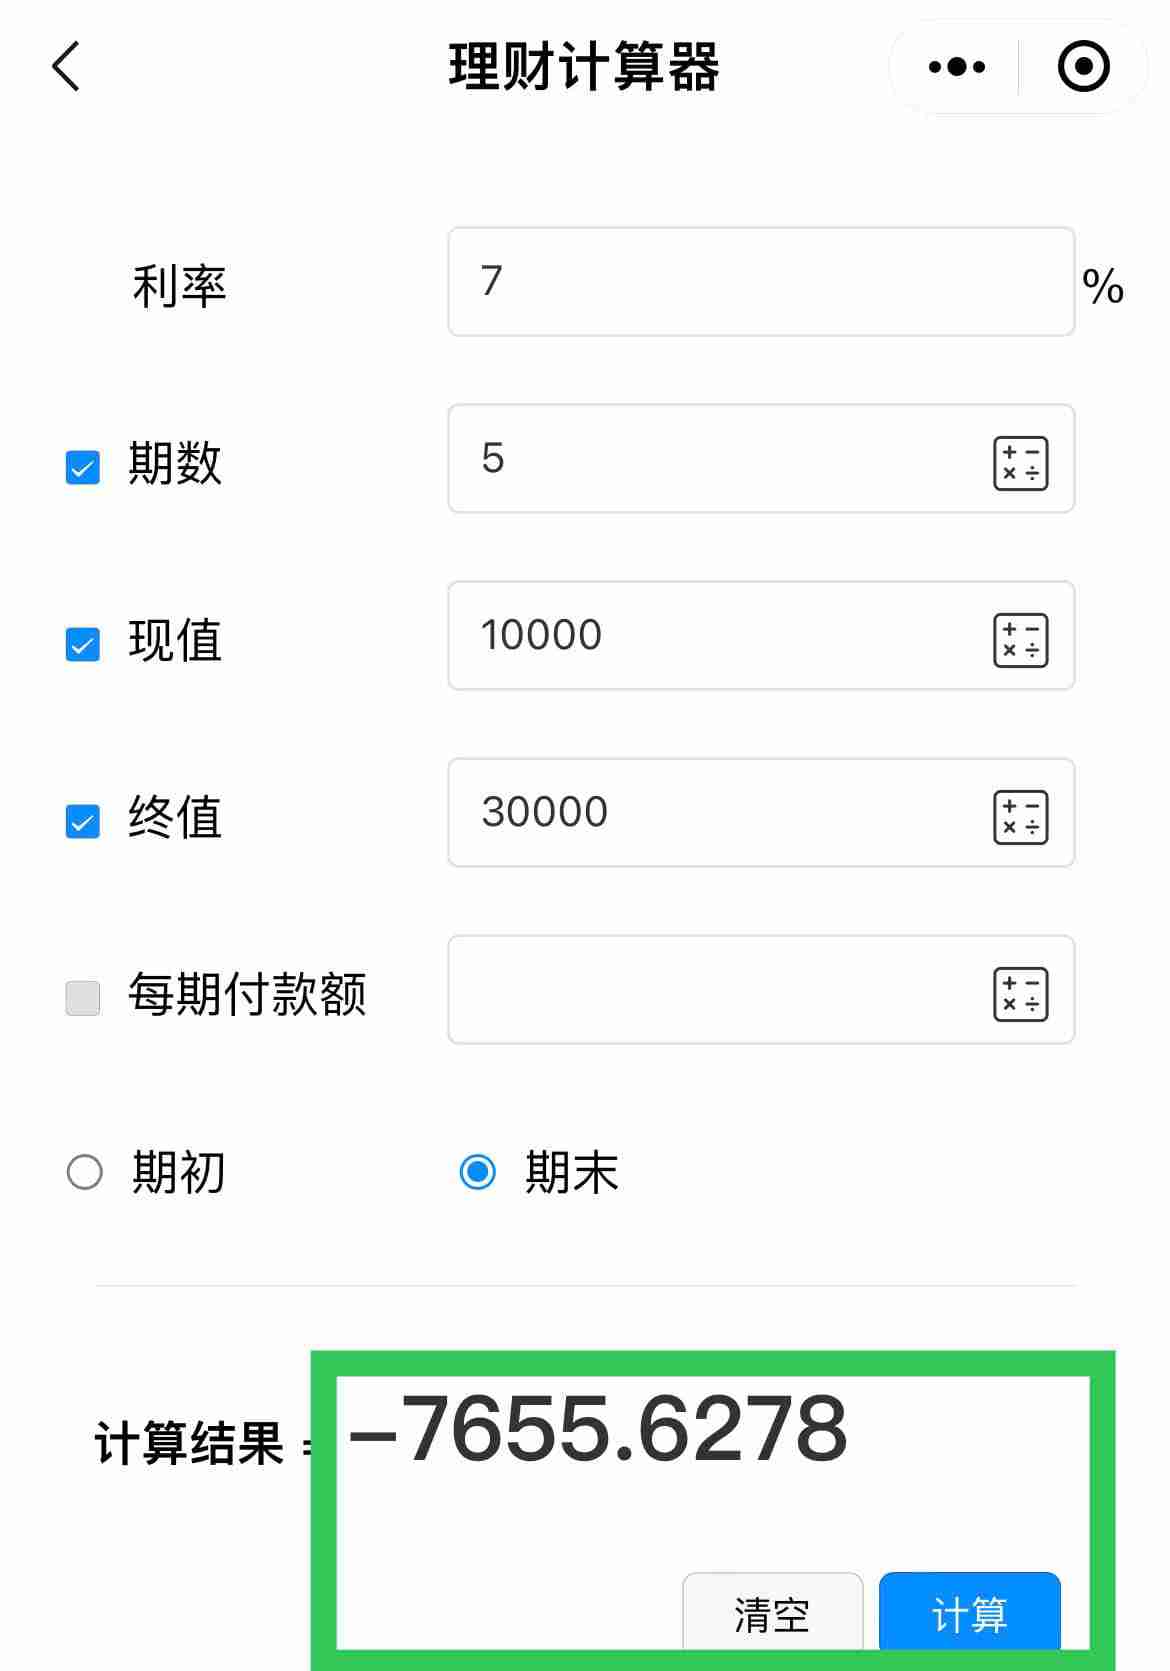 理财计算器
利率 7 %
期数 5
现值 10000
终值 30000
每期付款额
期初 期末
计算结果 = -7655.6278
清空 计算